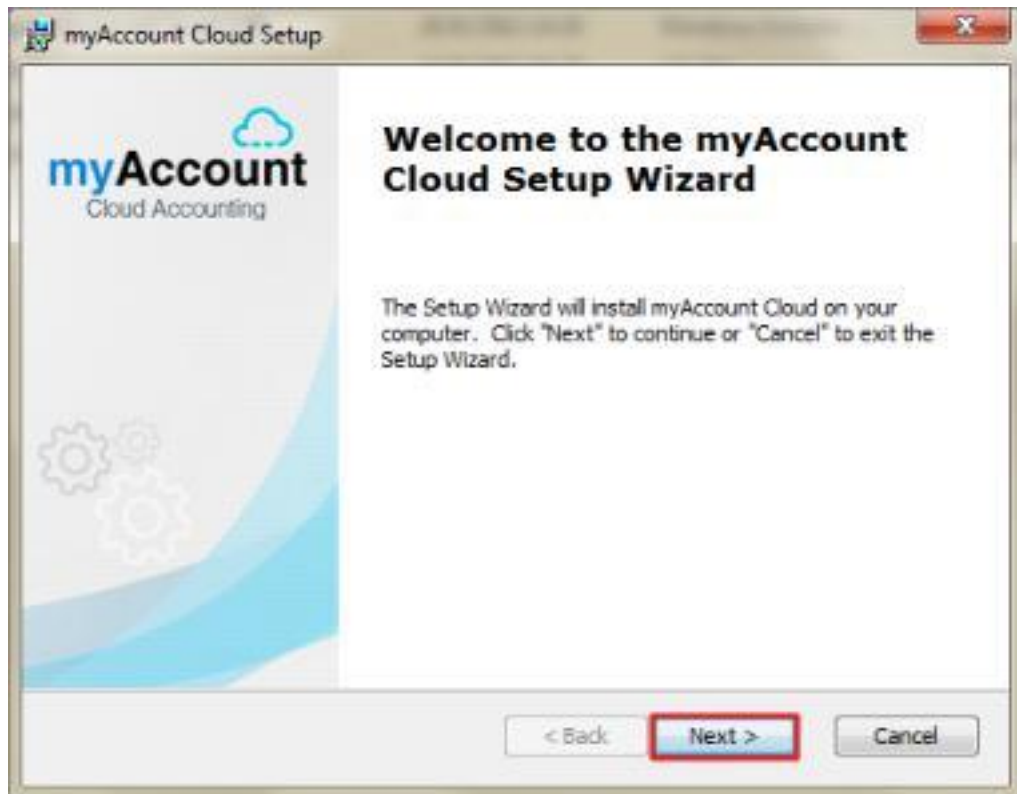 myAccount Cloud Setup
myAccount
Cloud Accounting
Welcome to the myAccount
Cloud Setup Wizard
The Setup Wizard will install myAccount Cloud on your
computer. Click "Next" to continue or "Cancel" to exit the
Setup Wizard.
< Back Next > Cancel